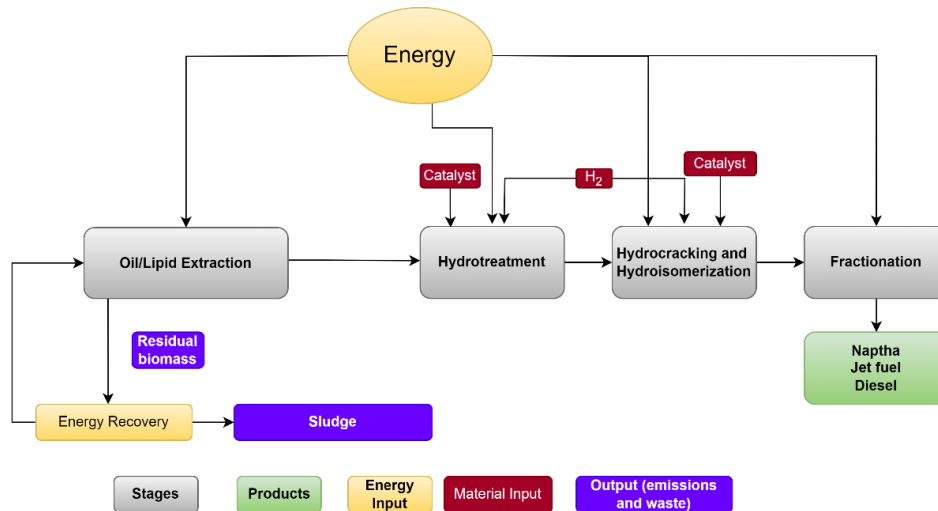 Energy
Catalyst
H2
Catalyst
Oil/Lipid Extraction
Hydrotreatment
Hydrocracking and
Hydroisomerization
Fractionation
Residual
biomass
Naptha
Jet fuel
Diesel
Energy Recovery
Sludge
Stages
Products
Energy
Input
Material Input
Output (emissions
and waste)